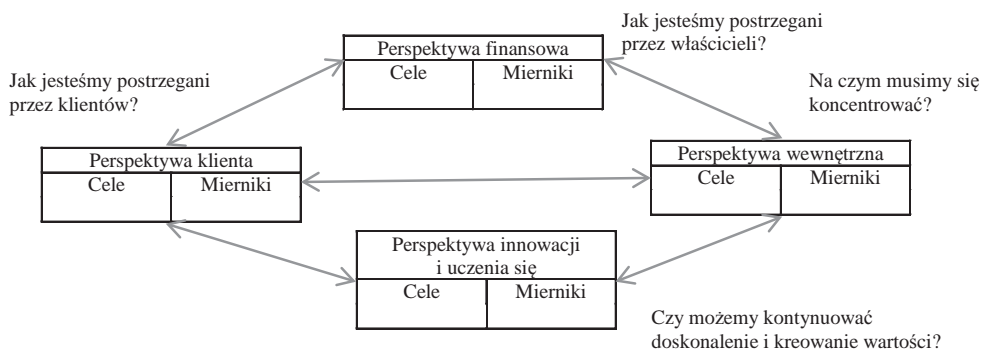 Jak jesteśmy postrzegani
przez właścicieli?
Perspektywa finansowa
Cele Mierniki
Jak jesteśmy postrzegani
przez klientów?
Na czym musimy się
koncentrować?
Perspektywa klienta
Cele Mierniki
Perspektywa wewnętrzna
Cele Mierniki
Perspektywa innowacji
i uczenia się
Cele Mierniki
Czy możemy kontynuować
doskonalenie i kreowanie wartości?